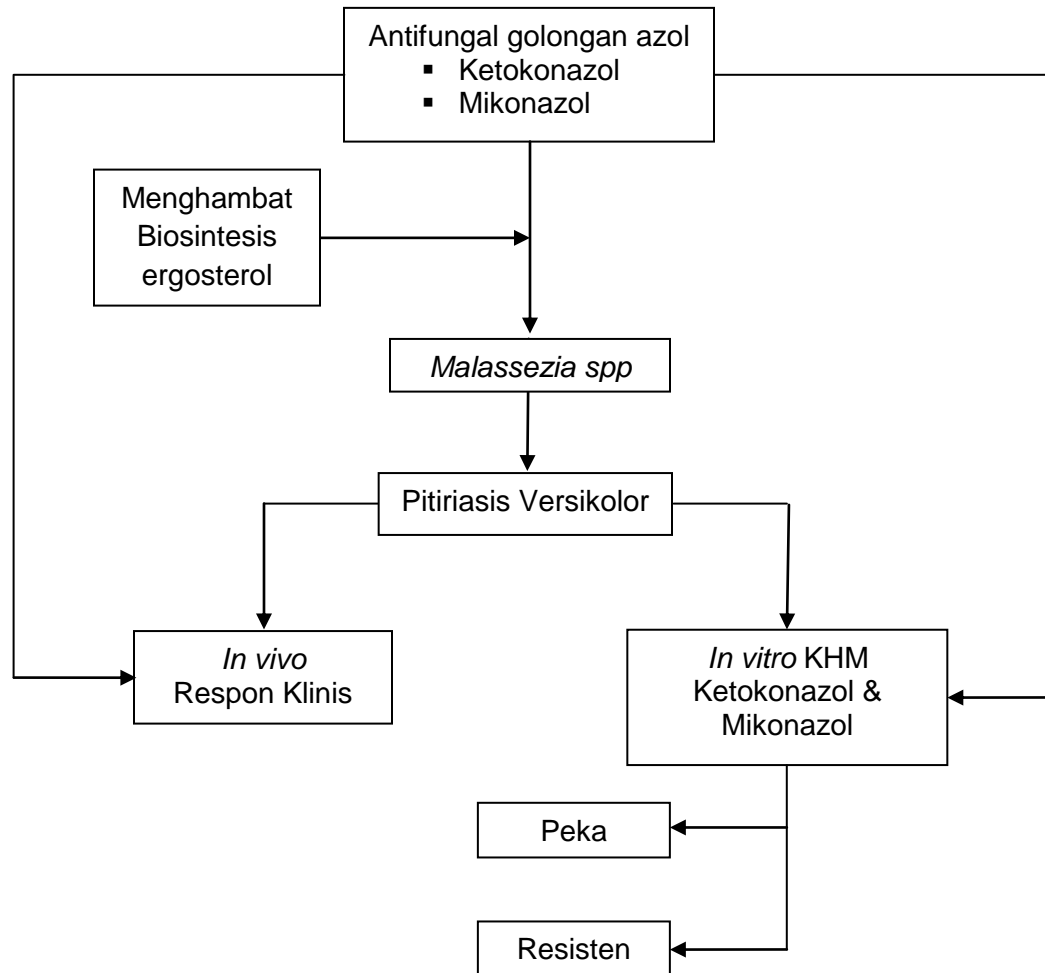 Antifungal golongan azol
▪ Ketokonazol
▪ Mikonazol
Menghambat
Biosintesis
ergosterol
Malassezia spp
Pitiriasis Versikolor
In vivo
Respon Klinis
In vitro KHM
Ketokonazol &
Mikonazol
Peka
Resisten